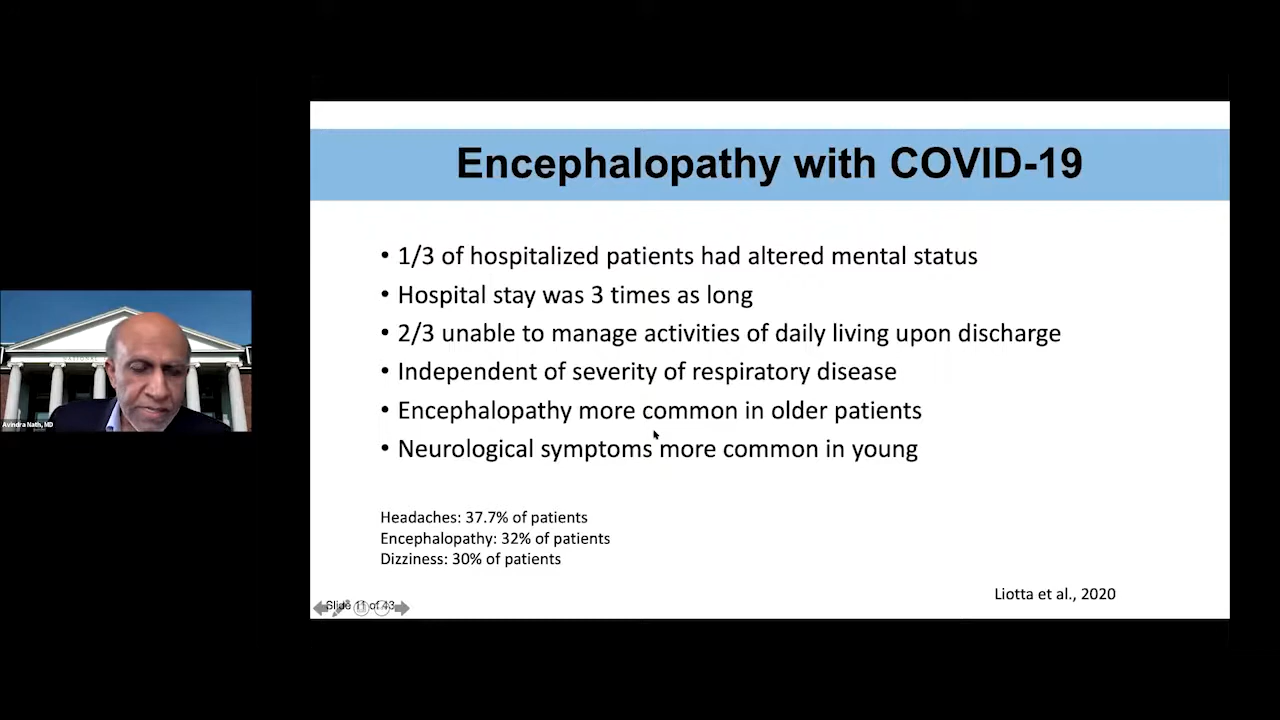 Encephalopathy with COVID-19
• 1/3 of hospitalized patients had altered mental status
• Hospital stay was 3 times as long
• 2/3 unable to manage activities of daily living upon discharge
• Independent of severity of respiratory disease
• Encephalopathy more common in older patients
• Neurological symptoms more common in young
Headaches: 37.7% of patients
Encephalopathy: 32% of patients
Dizziness: 30% of patients
Liotta et al., 2020
Slide 11 of 43
Avindra Nath, MD